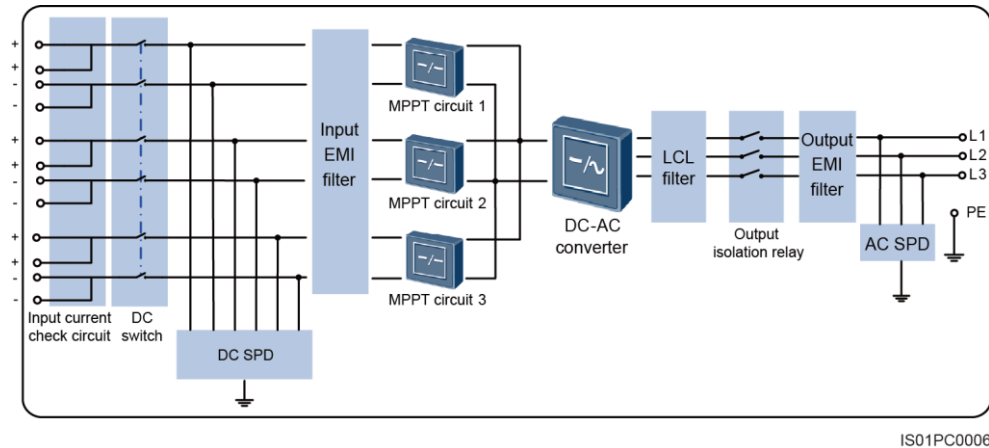 +
+
-
-
+
+
-
-
+
+
-
-
Input current
check circuit
DC
switch
DC SPD
Input
EMI
filter
MPPT circuit 1
MPPT circuit 2
MPPT circuit 3
DC-AC
converter
LCL
filter
Output
isolation relay
Output
EMI
filter
L1
L2
L3
PE
AC SPD
IS01PC0006